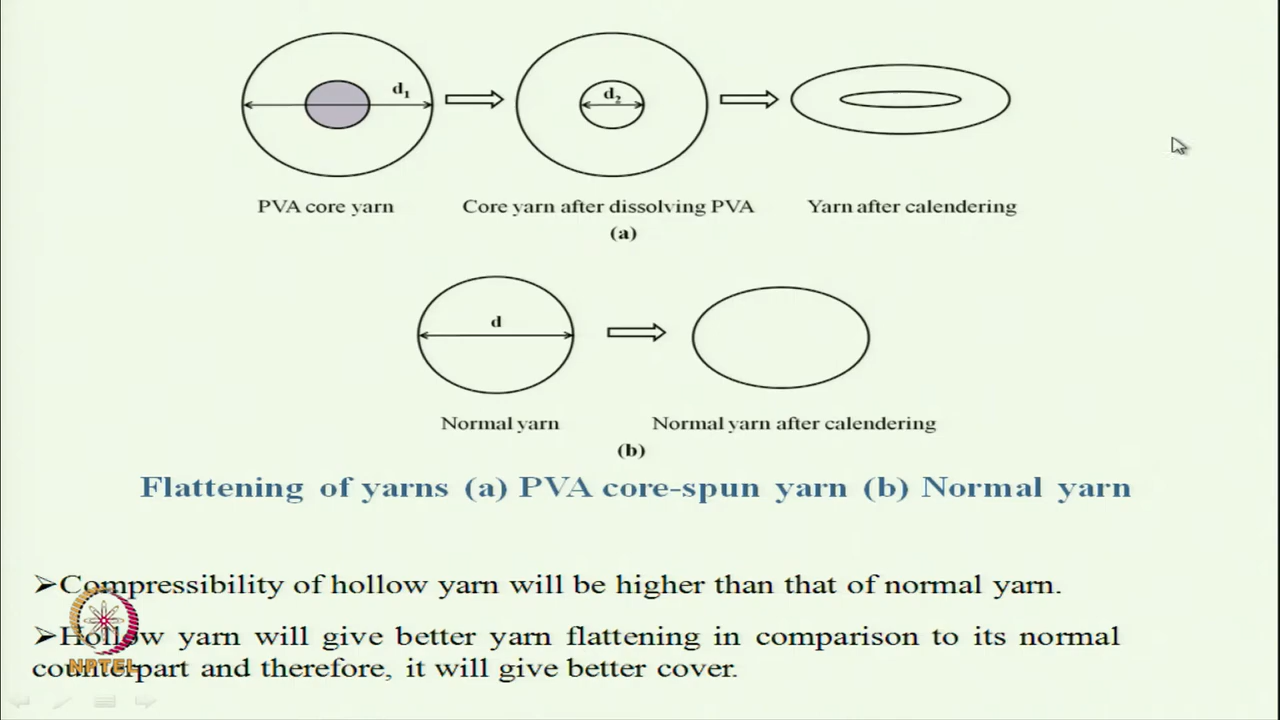 d₁
d₂
PVA core yarn
Core yarn after dissolving PVA
Yarn after calendering
(a)
d
Normal yarn
Normal yarn after calendering
(b)
Flattening of yarns (a) PVA core-spun yarn (b) Normal yarn
➢Compressibility of hollow yarn will be higher than that of normal yarn.
➢Hollow yarn will give better yarn flattening in comparison to its normal
counterpart and therefore, it will give better cover.
NPTEL